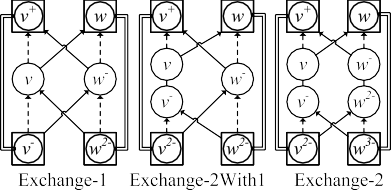 v⁺ w v⁺ w v⁺ w
v w⁻ v w⁻ v w⁻
v⁻ v⁻ w²⁻
v⁻ w²⁻ v²⁻ w²⁻ v²⁻ w³⁻
Exchange-1 Exchange-2With1 Exchange-2